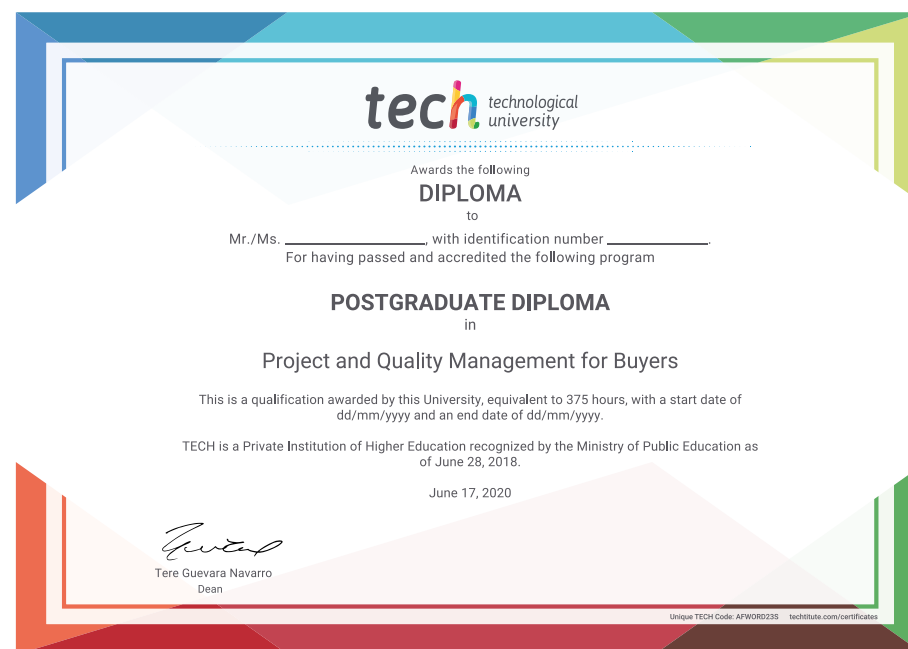 tech technological
university
Awards the following
DIPLOMA
to
Mr./Ms. ____________, with identification number ____________.
For having passed and accredited the following program
POSTGRADUATE DIPLOMA
in
Project and Quality Management for Buyers
This is a qualification awarded by this University, equivalent to 375 hours, with a start date of
dd/mm/yyyy and an end date of dd/mm/yyyy.
TECH is a Private Institution of Higher Education recognized by the Ministry of Public Education as
of June 28, 2018.
June 17, 2020
Tere Guevara Navarro
Dean
Unique TECH Code: AFWORD23S techtitute.com/certificates